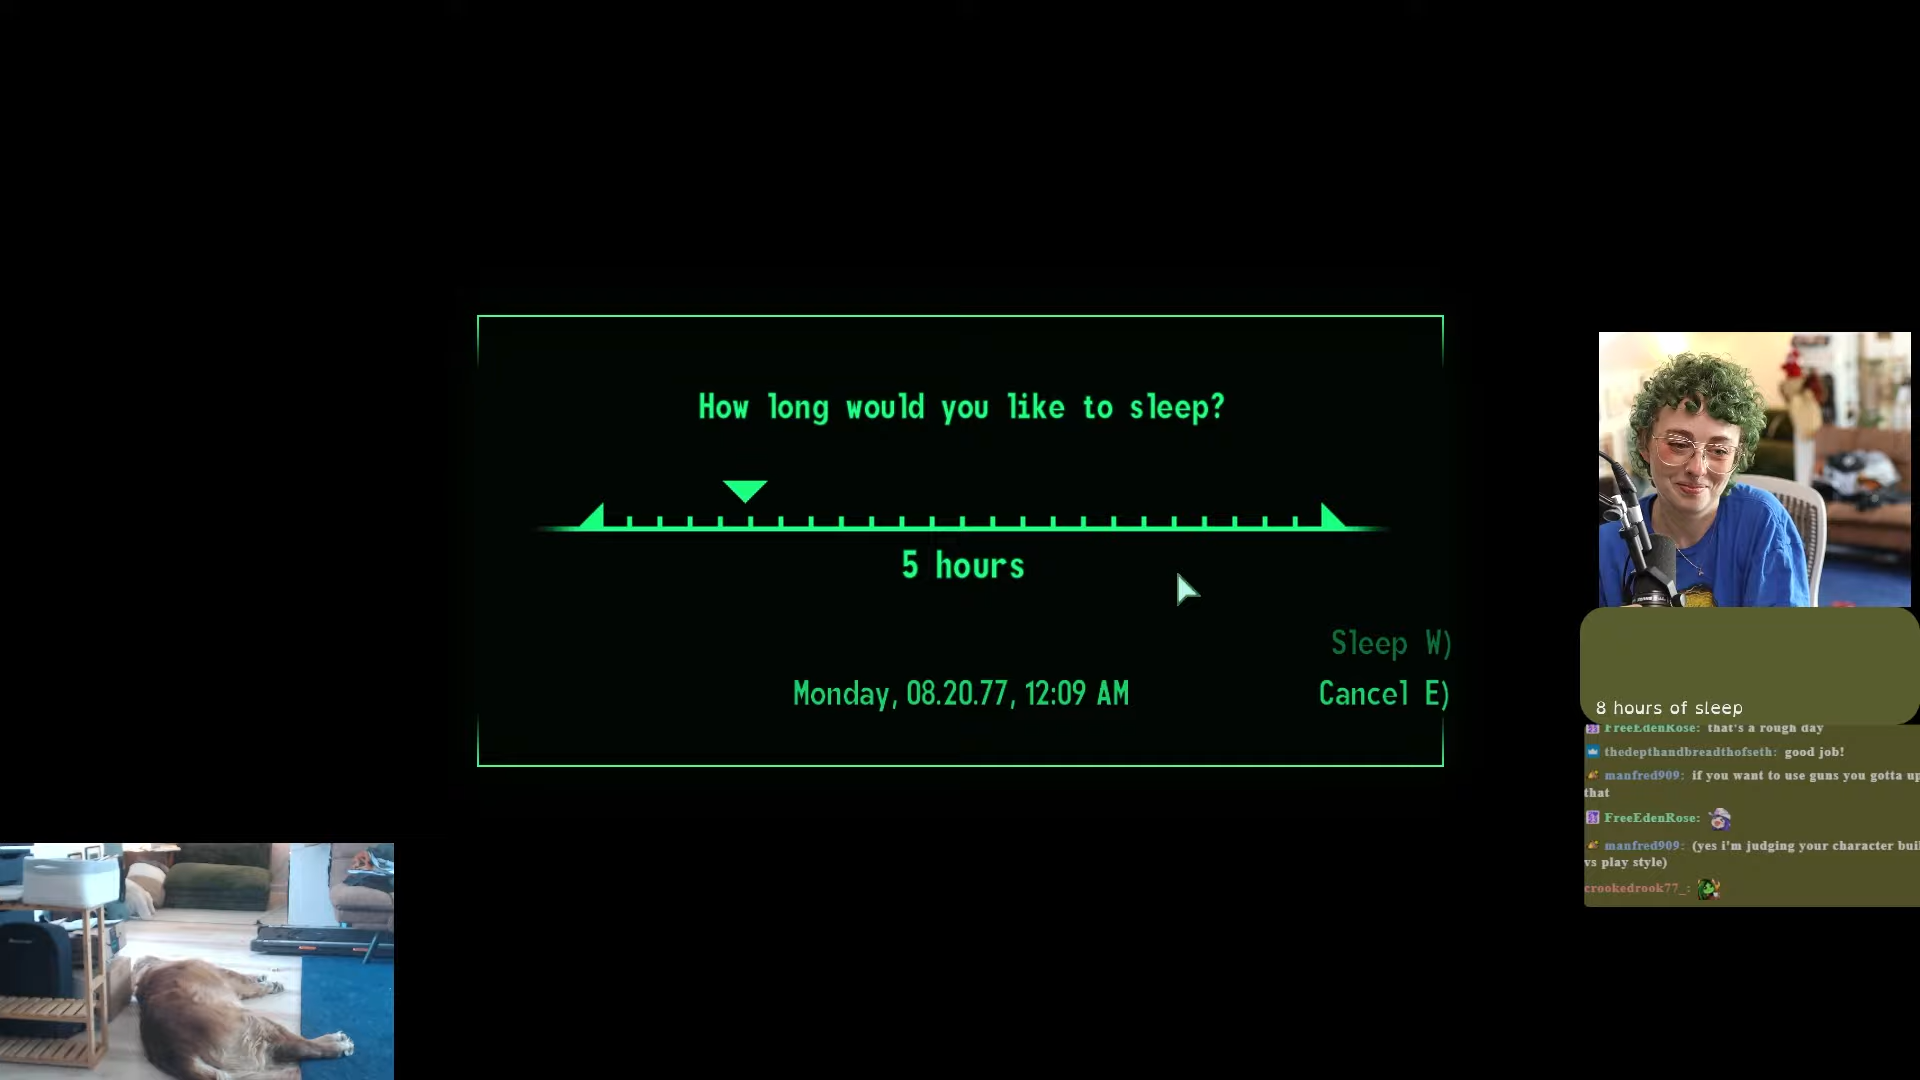 How long would you like to sleep?
5 hours
Sleep W)
Monday, 08.20.77, 12:09 AM
Cancel E)
8 hours of sleep
FreeEdenRose: that's a rough day
thedepthandbreadthofseth: good job!
manfred909: if you want to use guns you gotta up
that
FreeEdenRose:
manfred909: (yes i'm judging your character buil
vs play style)
crookedrook77_: